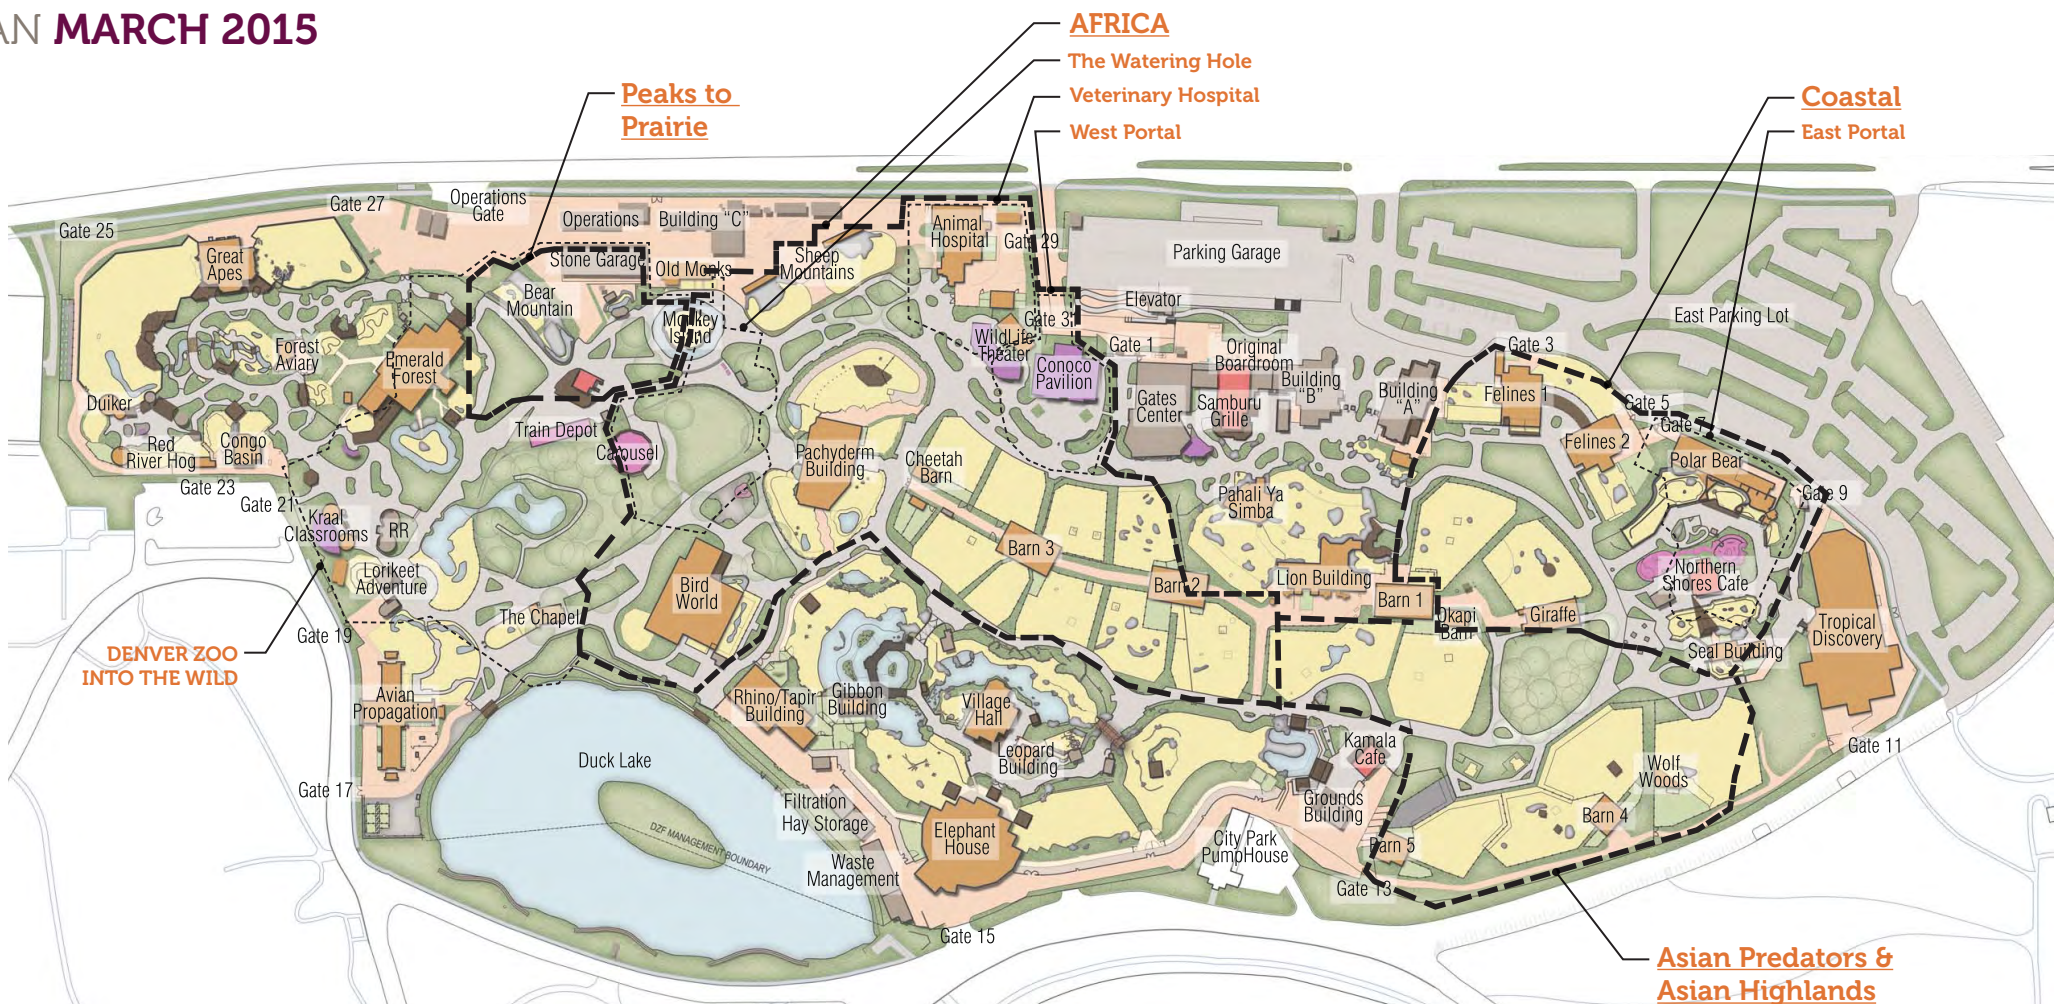 AN MARCH 2015
AFRICA
The Watering Hole
Veterinary Hospital
West Portal
Peaks to
Prairie
Coastal
East Portal
Gate 25
Gate 27
Operations
Gate
Operations
Building "C"
Stone Garage
Old Monks
Sheep
Mountains
Animal
Hospital
Gate 29
Parking Garage
Great
Apes
Bear
Mountain
Monkey
Island
Elevator
East Parking Lot
WildLife
Theater
Gate 31
Gate 1
Gate 3
Forest
Aviary
Emerald
Forest
Conoco
Pavilion
Original
Boardroom
Building
"B"
Building
"A"
Gates
Center
Samburu
Grille
Felines 1
Gate 5
Gate 7
Felines 2
Duiker
Red
River Hog
Congo
Basin
Train Depot
Carousel
Pachyderm
Building
Cheetah
Barn
Polar Bear
Gate 9
Gate 23
Gate 21
Kraal
Classrooms
RR
Pahali Ya
Simba
Barn 3
Lorikeet
Adventure
Bird
World
Barn 2
Lion Building
Barn 1
Northern
Shores Cafe
The Chapel
Okapi
Barn
Giraffe
Tropical
Discovery
Gate 19
Seal Building
DENVER ZOO
INTO THE WILD
Avian
Propagation
Rhino/Tapir
Building
Gibbon
Building
Village
Hall
Leopard
Building
Kamala
Cafe
Gate 11
Duck Lake
Wolf
Woods
Gate 17
Filtration
Hay Storage
Grounds
Building
Barn 4
DZF MANAGEMENT BOUNDARY
Elephant
House
City Park
PumpHouse
Barn 5
Waste
Management
Gate 13
Gate 15
Asian Predators &
Asian Highlands